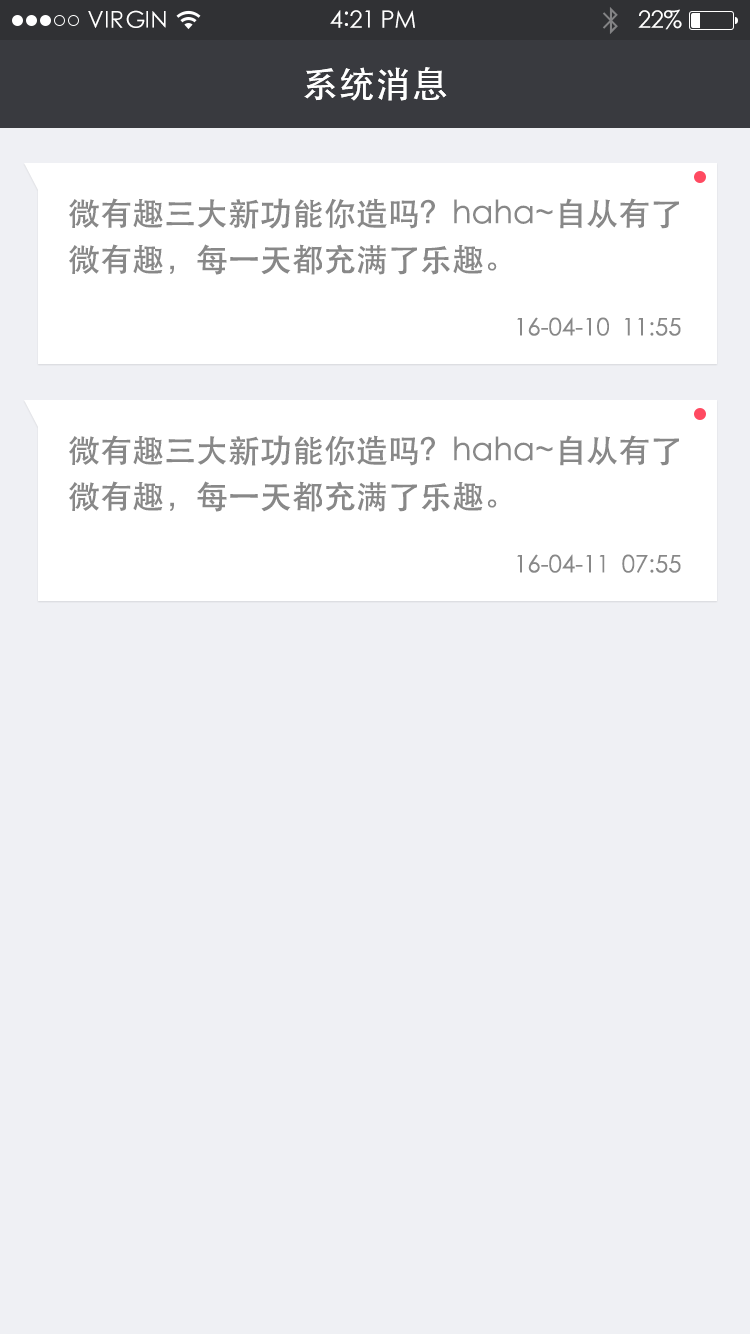 VIRGIN 4:21 PM 22%
系统消息
微有趣三大新功能你造吗？haha~自从有了
微有趣，每一天都充满了乐趣。
16-04-10 11:55
微有趣三大新功能你造吗？haha~自从有了
微有趣，每一天都充满了乐趣。
16-04-11 07:55